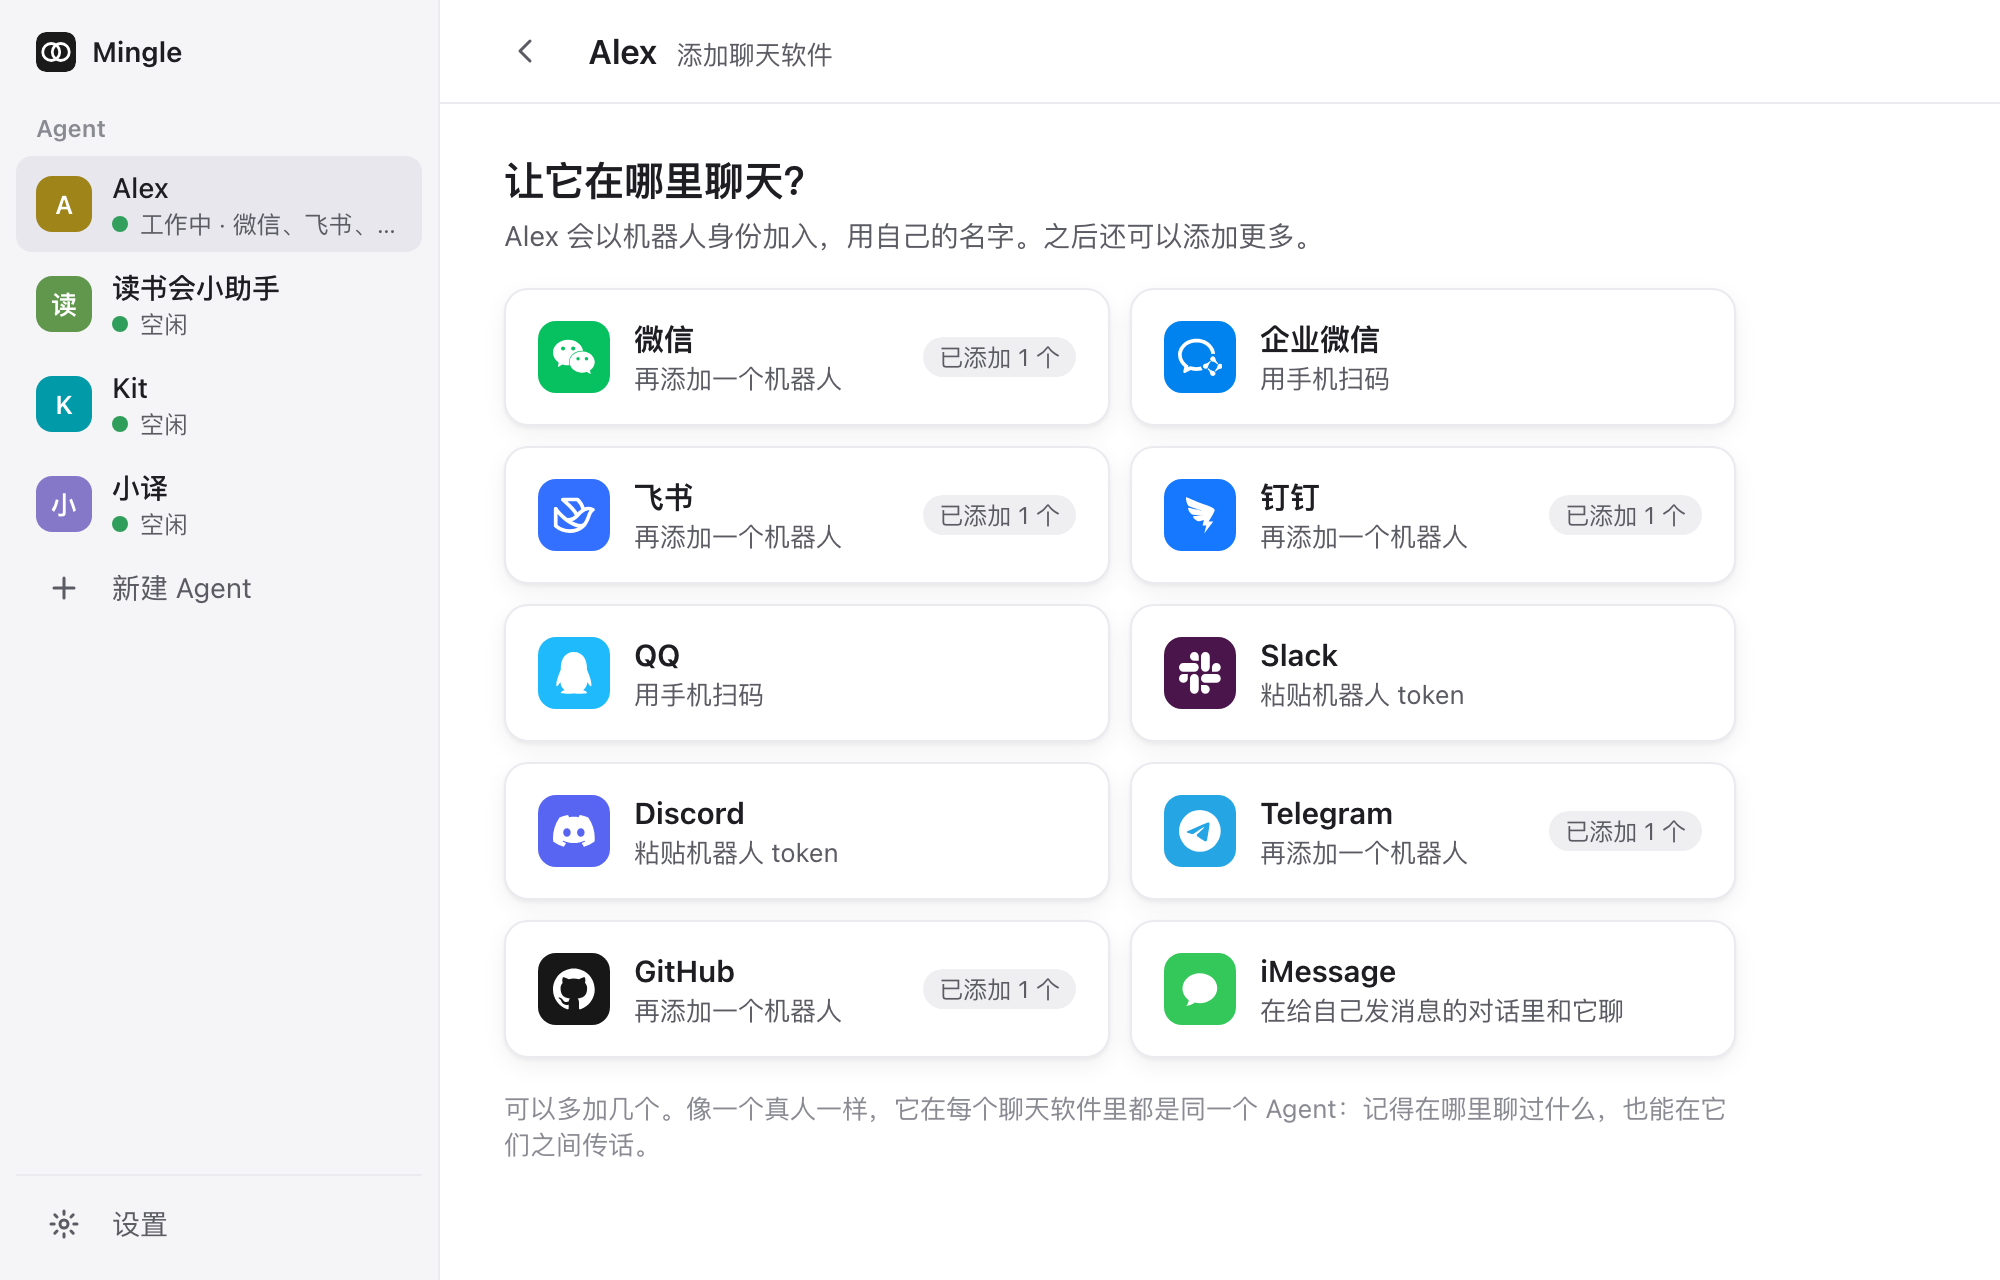 Mingle
Agent
A
Alex
工作中 · 微信、飞书、...
读
读书会小助手
空闲
K
Kit
空闲
小
小译
空闲
新建 Agent
设置
Alex 添加聊天软件
让它在哪里聊天?
Alex 会以机器人身份加入，用自己的名字。之后还可以添加更多。
微信
再添加一个机器人
已添加 1 个
企业微信
用手机扫码
飞书
再添加一个机器人
已添加 1 个
钉钉
再添加一个机器人
已添加 1 个
QQ
用手机扫码
Slack
粘贴机器人 token
Discord
粘贴机器人 token
Telegram
再添加一个机器人
已添加 1 个
GitHub
再添加一个机器人
已添加 1 个
iMessage
在给自己发消息的对话里和它聊
可以多加几个。像一个真人一样，它在每个聊天软件里都是同一个 Agent：记得在哪里聊过什么，也能在它
们之间传话。